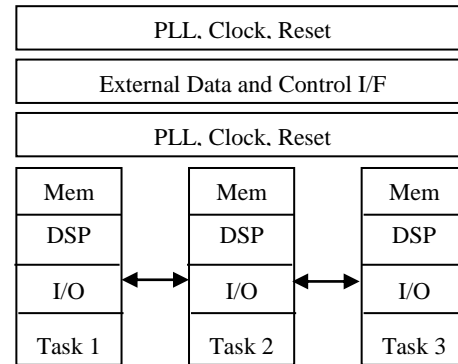 PLL, Clock, Reset
External Data and Control I/F
PLL, Clock, Reset
Mem Mem Mem
DSP DSP DSP
I/O I/O I/O
Task 1 Task 2 Task 3